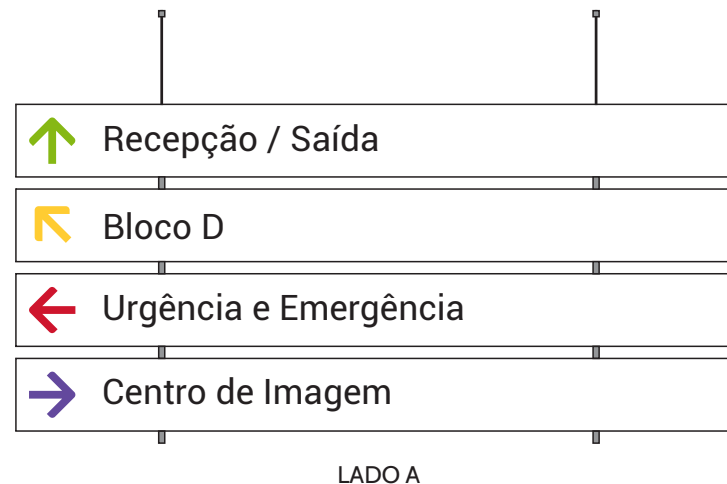 Recepção / Saída
Bloco D
Urgência e Emergência
Centro de Imagem
LADO A